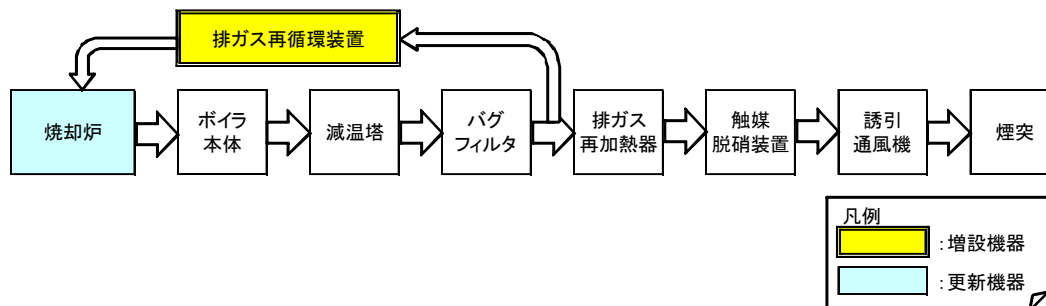 排ガス再循環装置
焼却炉
ボイラ
本体
減温塔
バグ
フィルタ
排ガス
再加熱器
触媒
脱硝装置
誘引
通風機
煙突
凡例
:増設機器
:更新機器